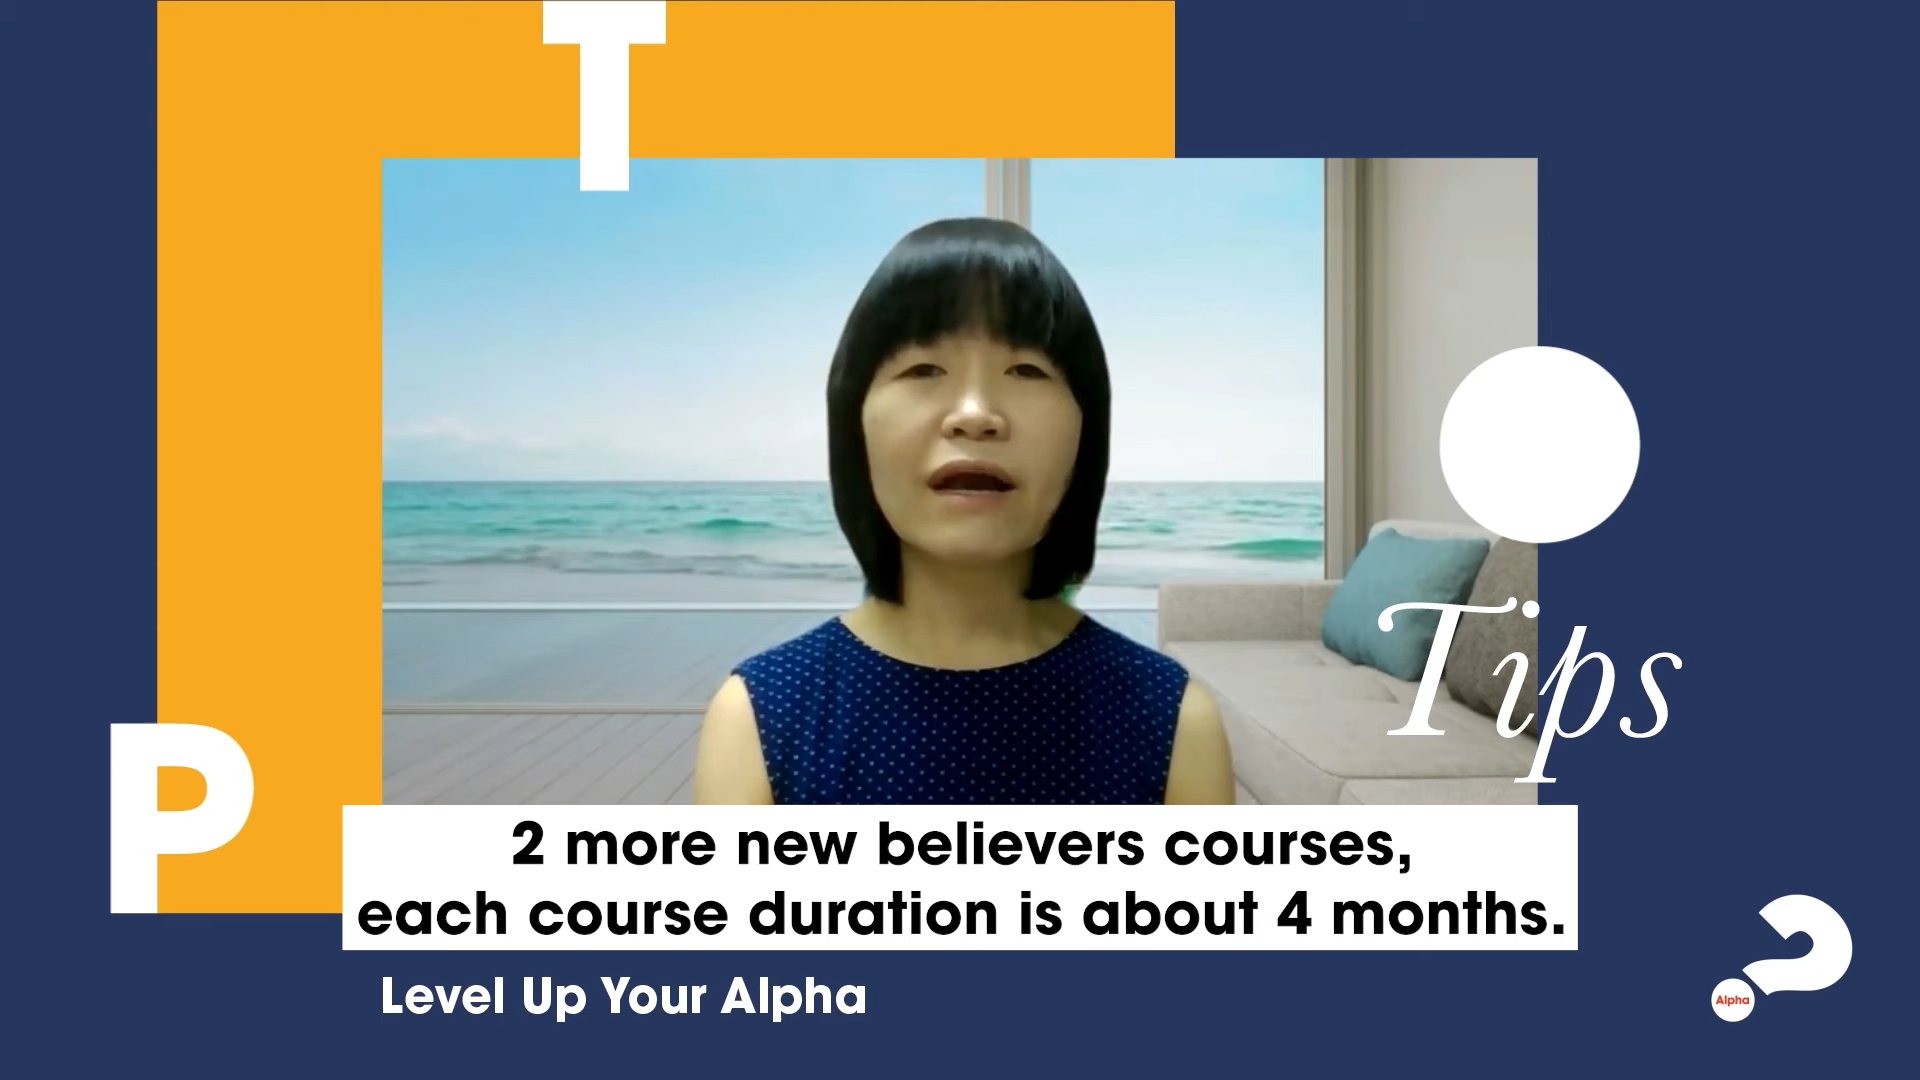 T
Tips
P
2 more new believers courses,
each course duration is about 4 months.
Level Up Your Alpha
Alpha